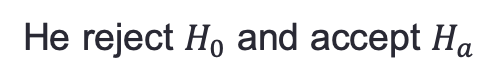 He reject H₀ and accept Hₐ